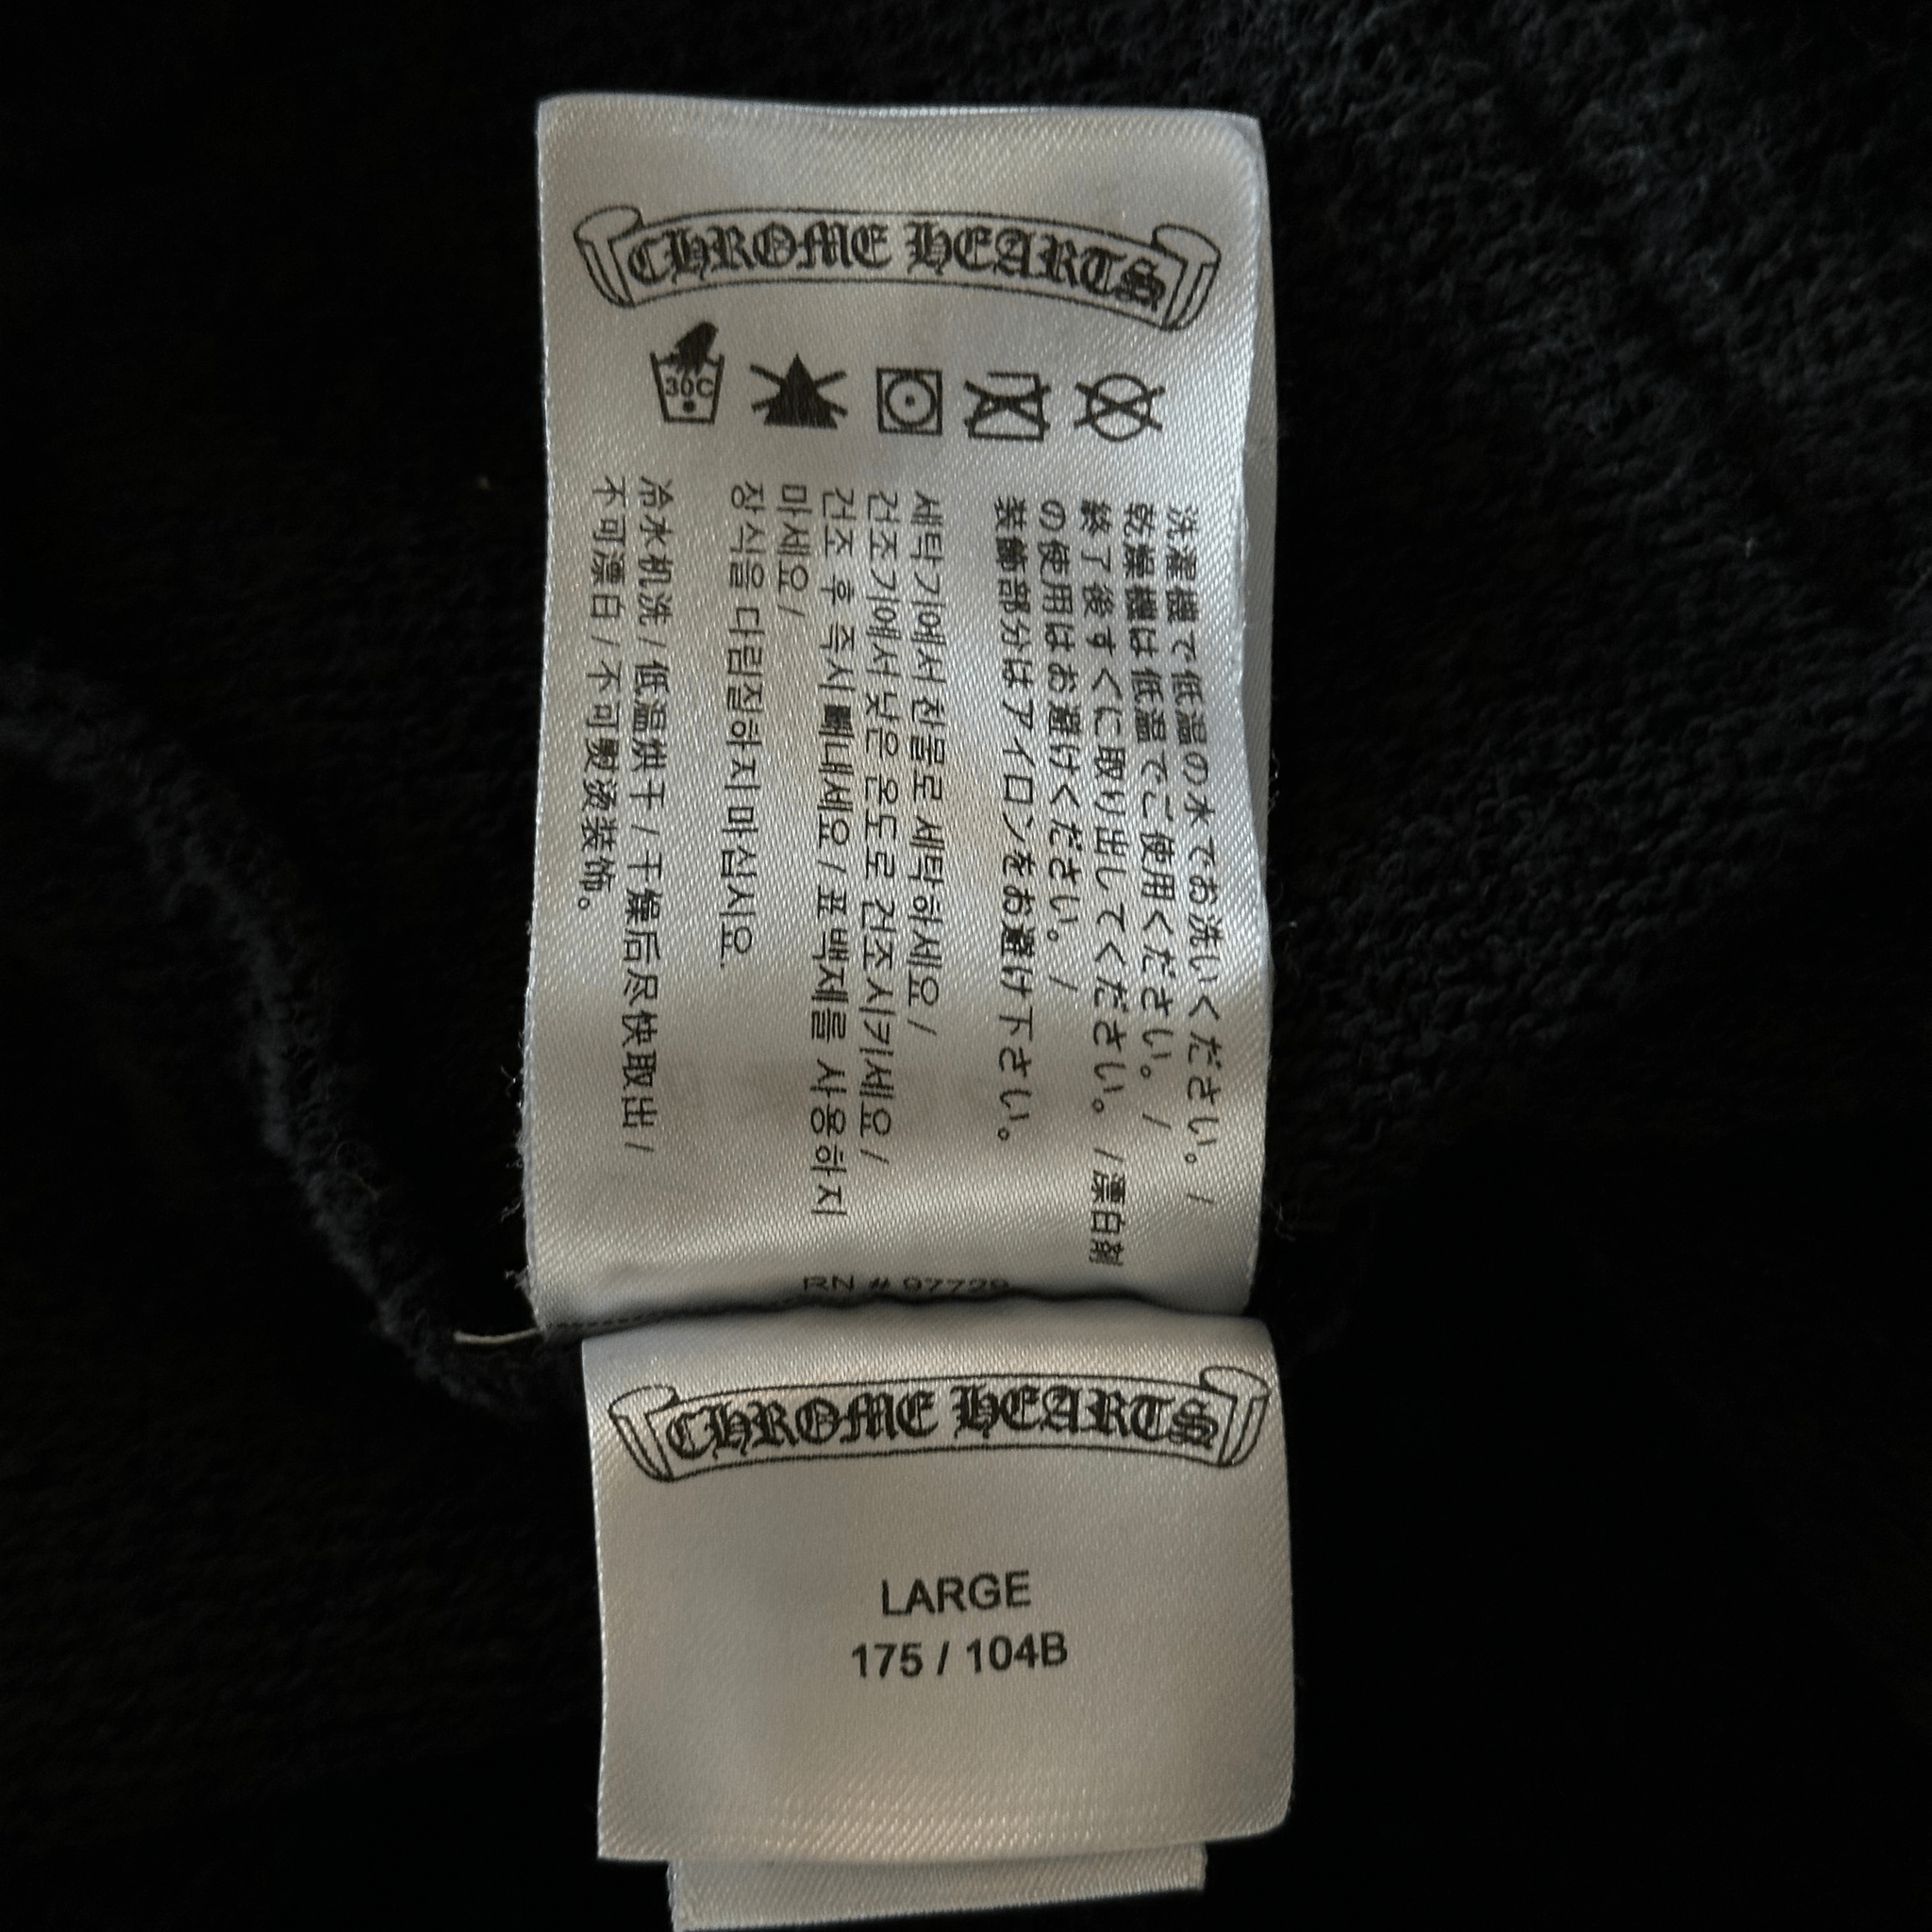 CHROME HEARTS
30C
洗濯機で低温の水でお洗いください。 /
乾燥機は低温でご使用ください。 /
終了後すぐに取り出してください。 / 漂白剤
の使用はお避けください。 /
装飾部分はアイロンをお避け下さい。
세탁기에서 찬물로 세탁하세요 /
건조기에서 낮은 온도로 건조시키세요 /
건조 후 즉시 빼내세요 / 표백제를 사용하지
마세요 /
장식을 다림질하지 마십시요.
冷水机洗 / 低温烘干 / 干燥后尽快取出 /
不可漂白 / 不可熨烫装饰。
RN # 97729
CHROME HEARTS
LARGE
175 / 104B